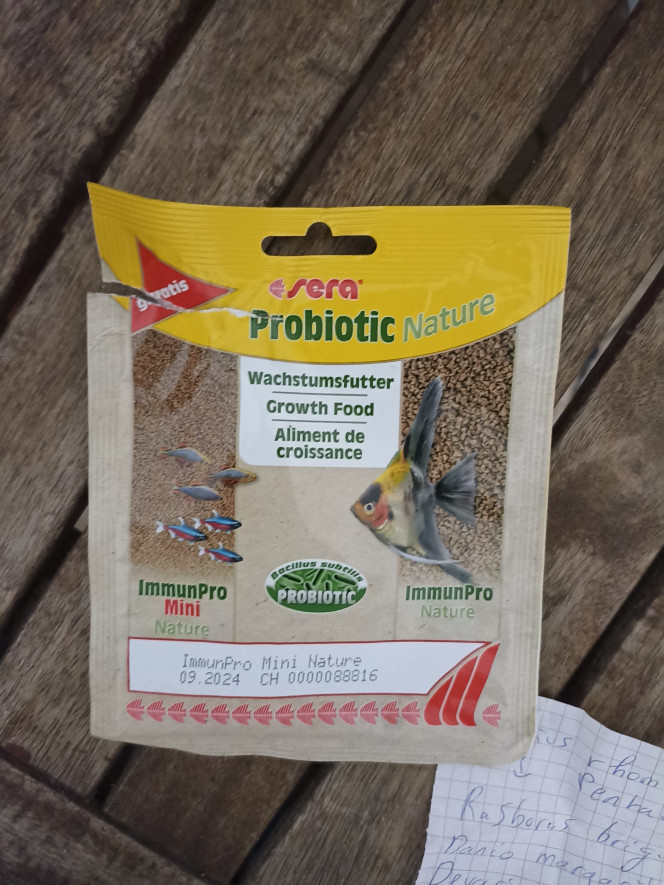 gratis
sera
Probiotic Nature
Wachstumsfutter
Growth Food
Aliment de
croissance
Bacillus subtilis
PROBIOTIC
ImmunPro
Mini
Nature
ImmunPro
Nature
ImmunPro Mini Nature
09.2024 CH 0000088816
Danio